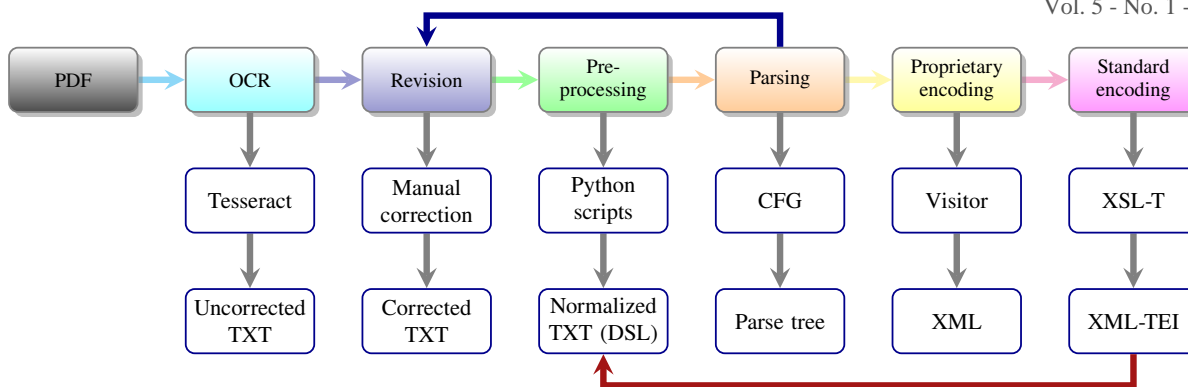 Vol. 5 - No. 1 -
PDF
OCR
Revision
Pre-
processing
Parsing
Proprietary
encoding
Standard
encoding
Tesseract
Manual
correction
Python
scripts
CFG
Visitor
XSL-T
Uncorrected
TXT
Corrected
TXT
Normalized
TXT (DSL)
Parse tree
XML
XML-TEI